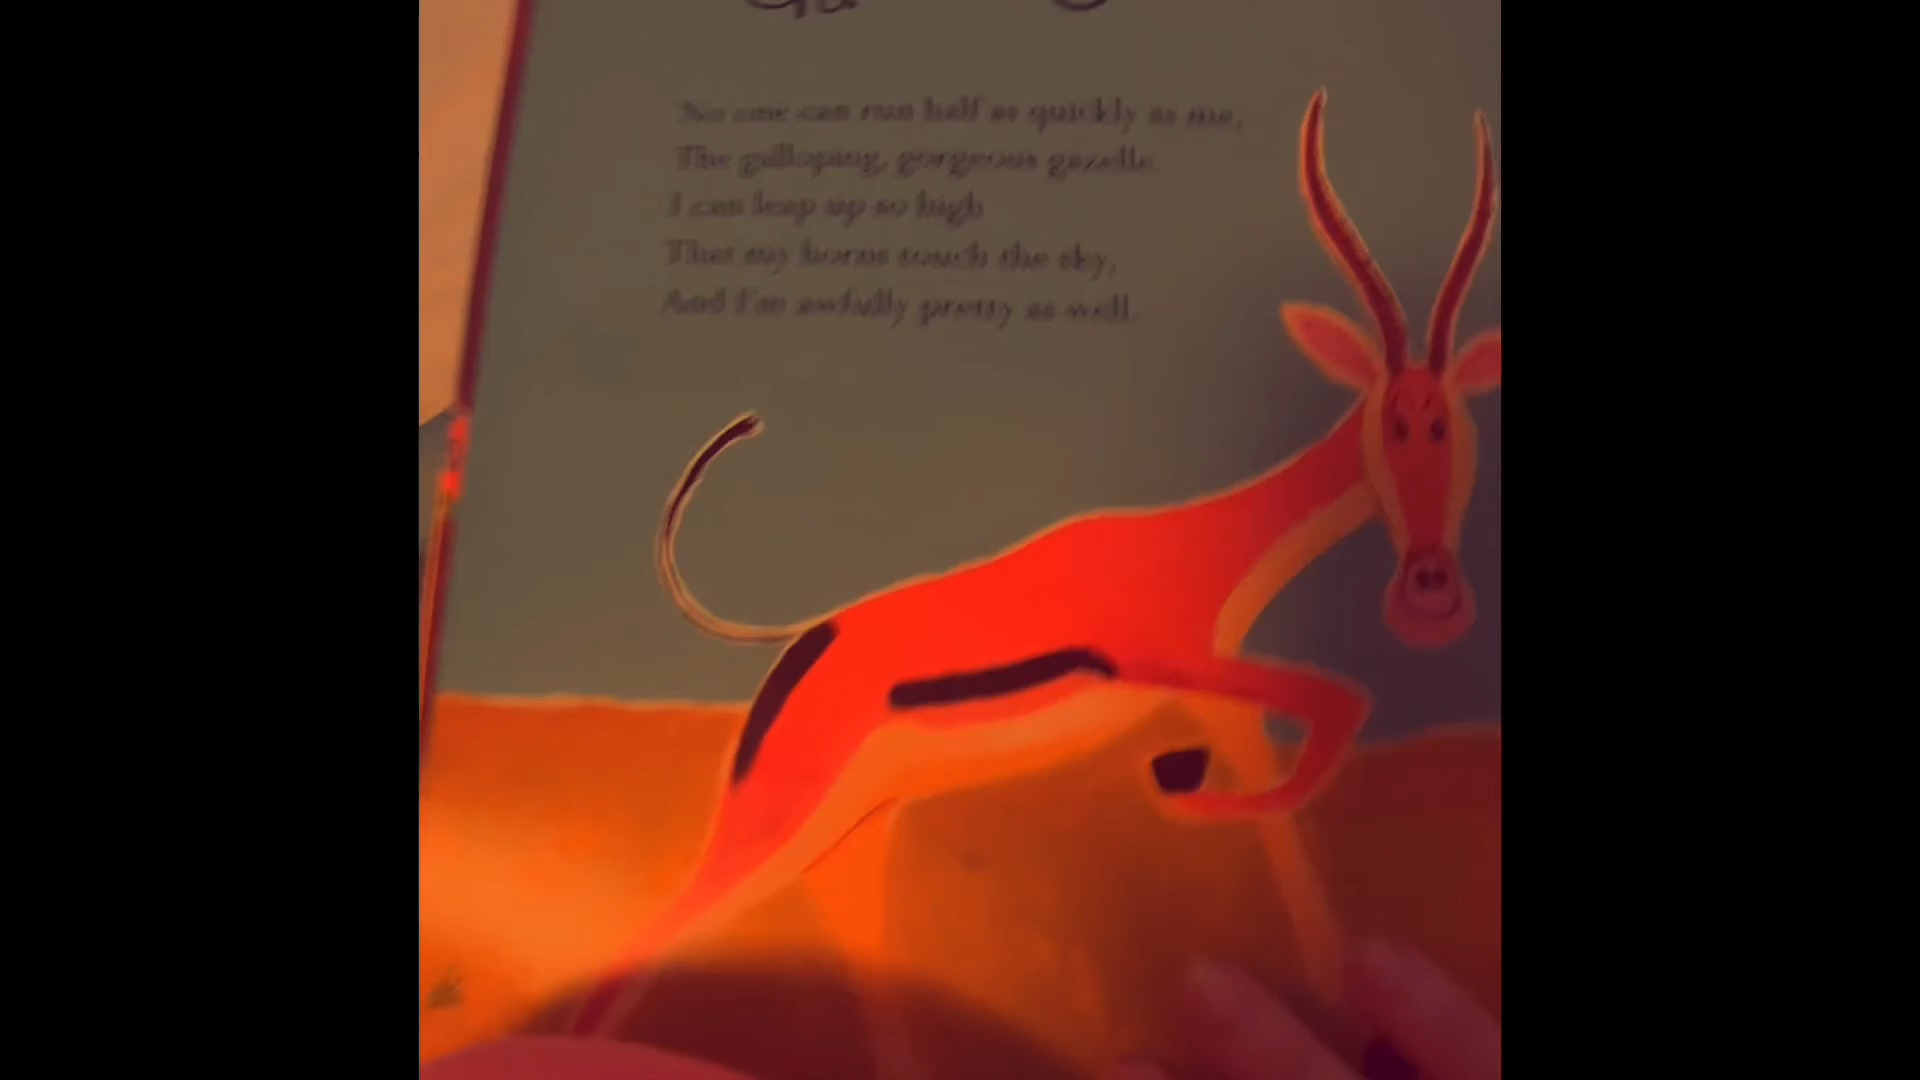 No one can run half as quickly as me,
The galloping, gorgeous gazelle.
I can leap up so high
That my horns touch the sky,
And I'm awfully pretty as well.